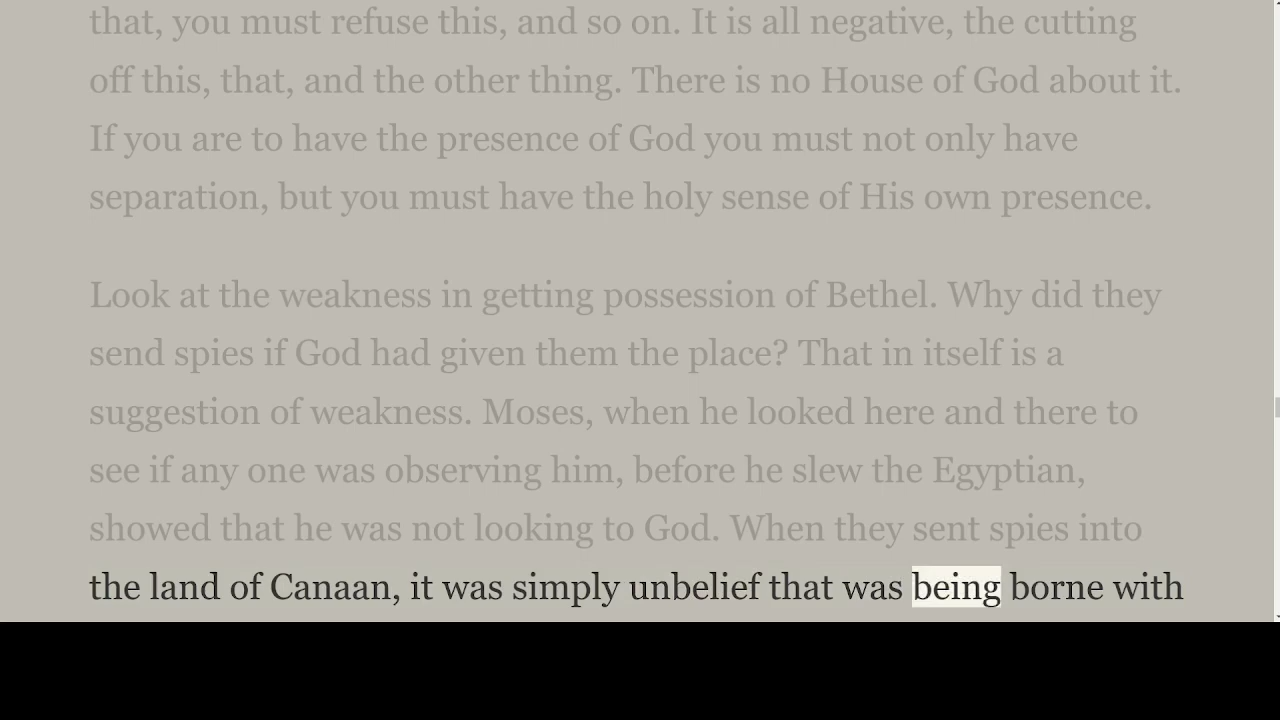 that, you must refuse this, and so on. It is all negative, the cutting
off this, that, and the other thing. There is no House of God about it.
If you are to have the presence of God you must not only have
separation, but you must have the holy sense of His own presence.
Look at the weakness in getting possession of Bethel. Why did they
send spies if God had given them the place? That in itself is a
suggestion of weakness. Moses, when he looked here and there to
see if any one was observing him, before he slew the Egyptian,
showed that he was not looking to God. When they sent spies into
the land of Canaan, it was simply unbelief that was being borne with